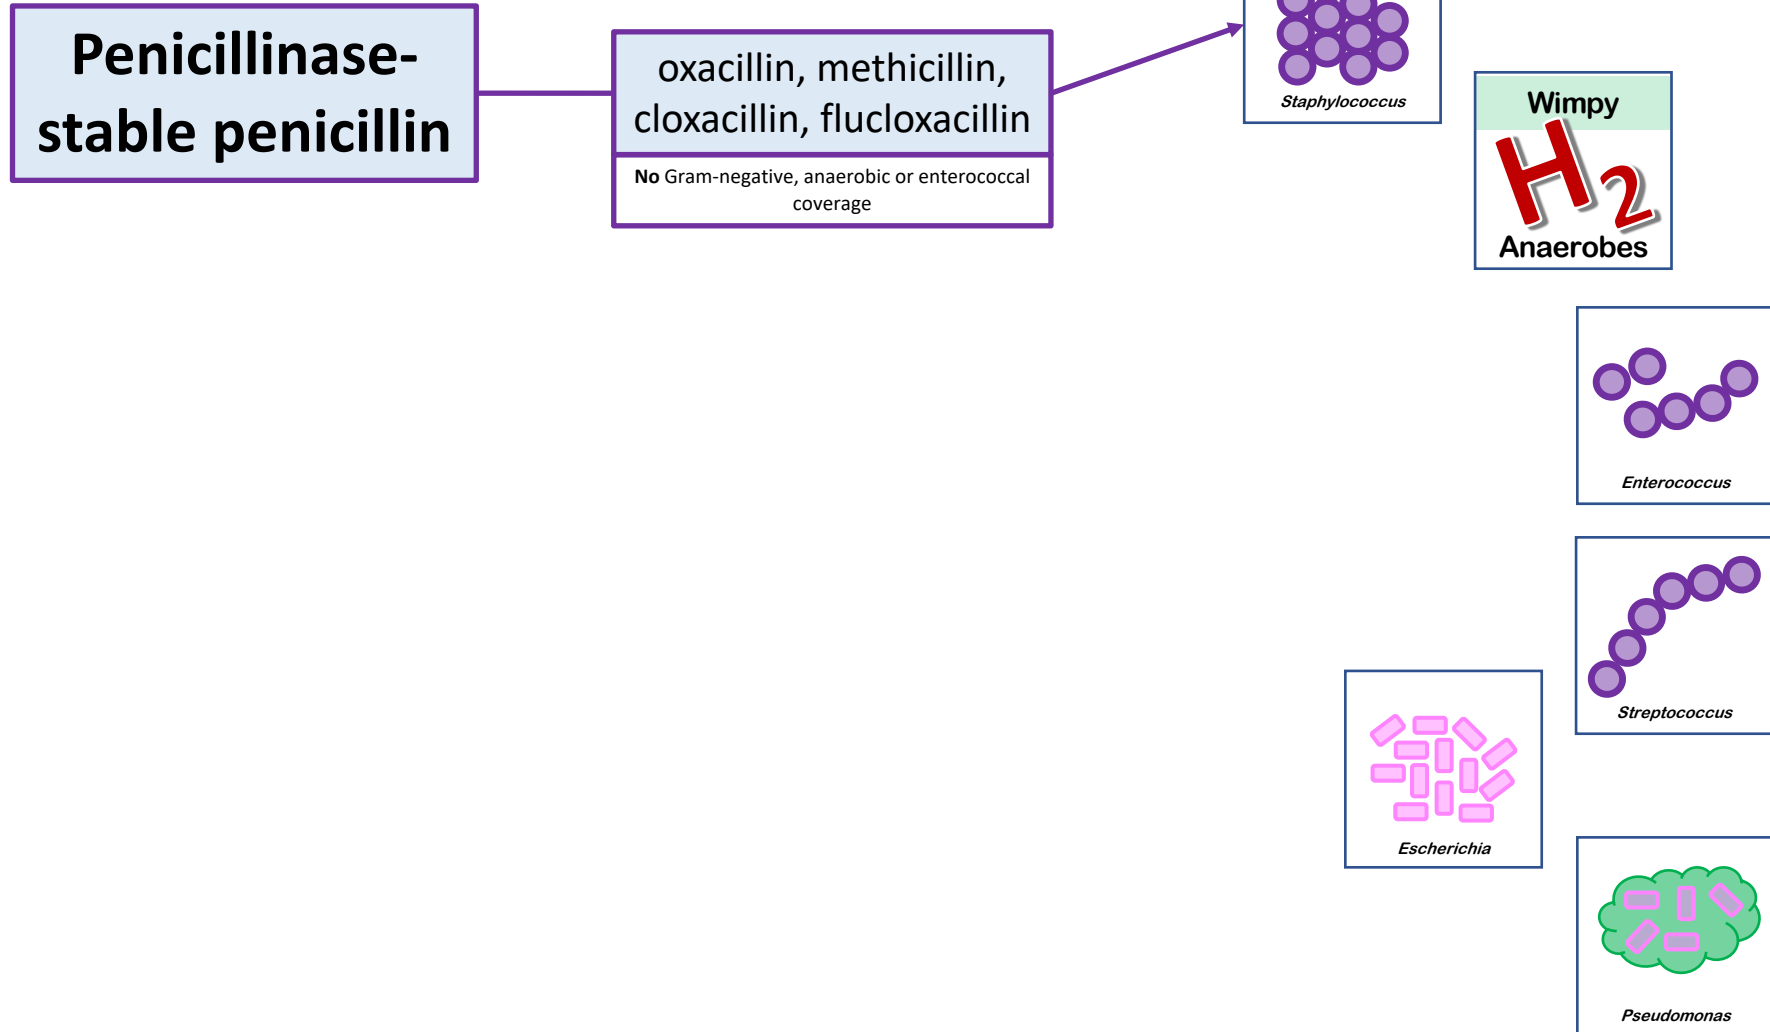 Penicillinase-
stable penicillin
oxacillin, methicillin,
cloxacillin, flucloxacillin
No Gram-negative, anaerobic or enterococcal
coverage
Staphylococcus
Wimpy
H2
Anaerobes
Enterococcus
Streptococcus
Escherichia
Pseudomonas